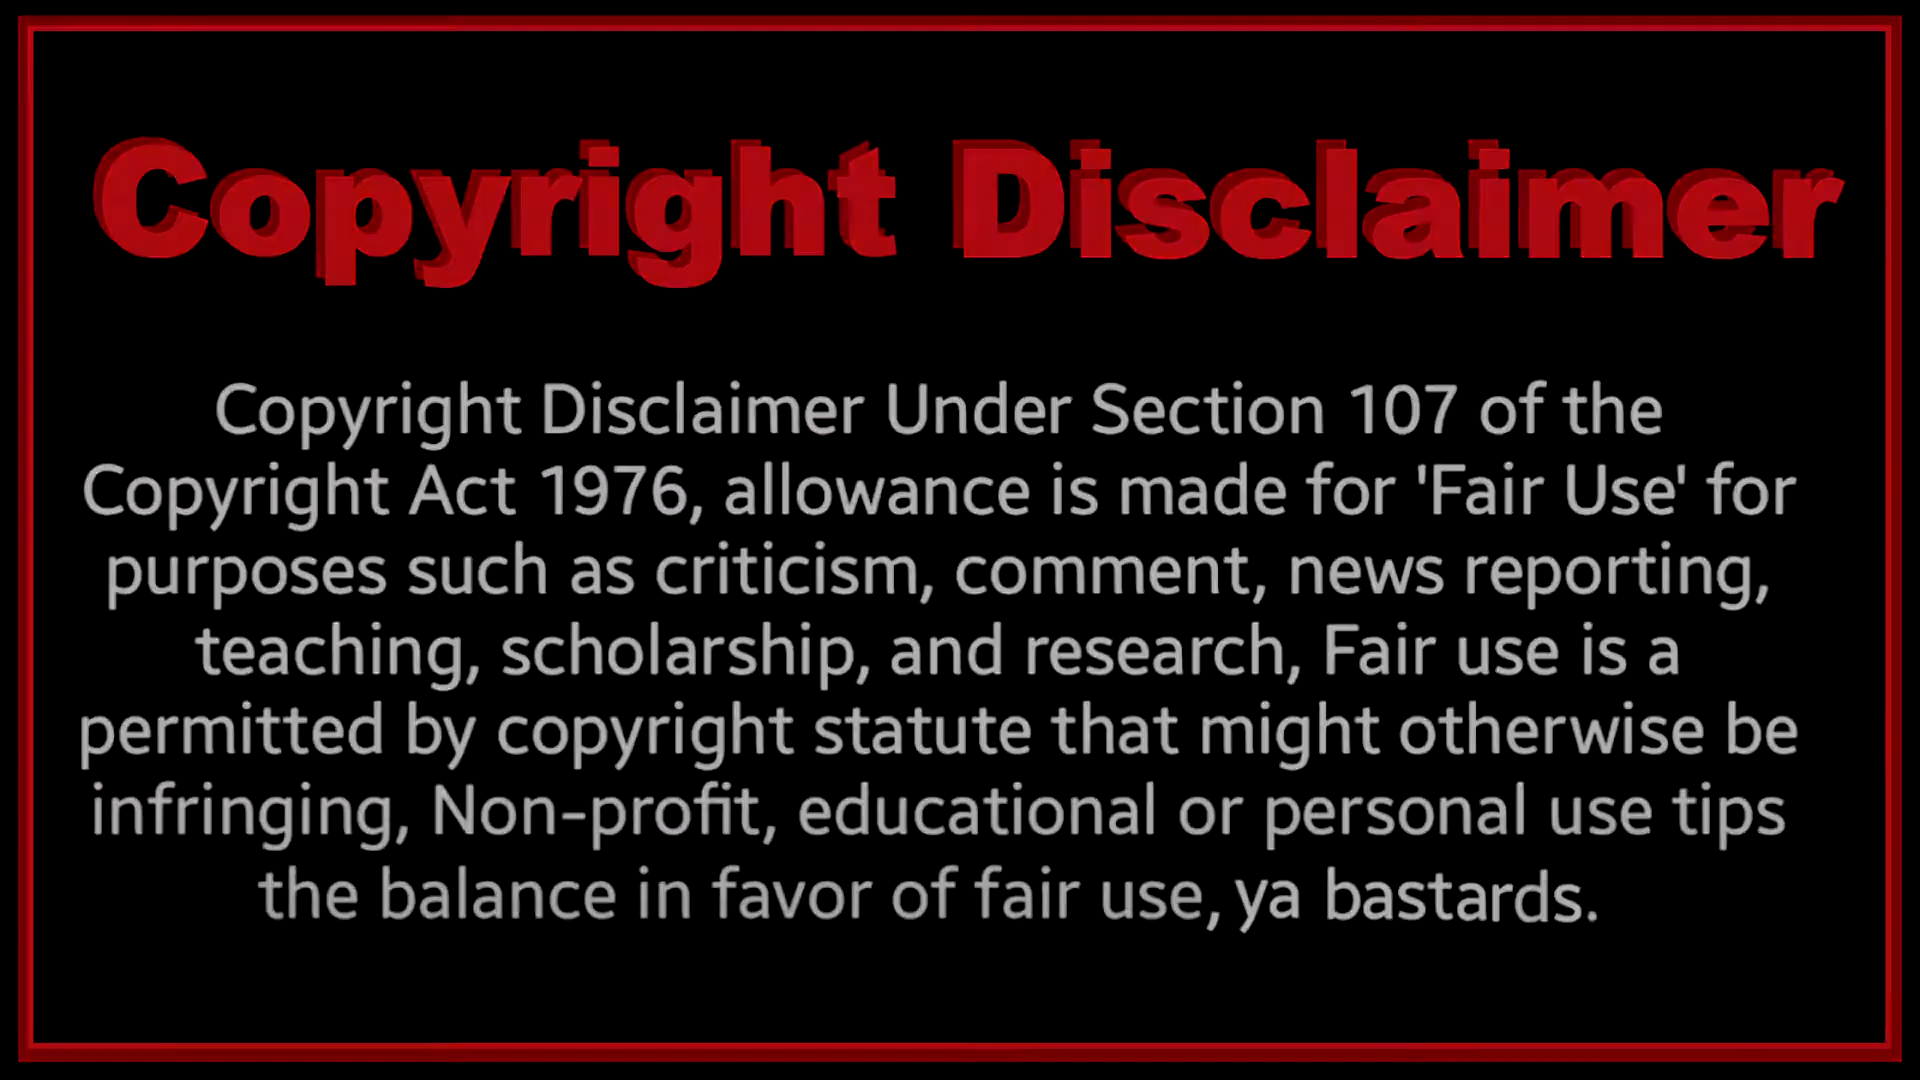 Copyright Disclaimer
Copyright Disclaimer Under Section 107 of the
Copyright Act 1976, allowance is made for 'Fair Use' for
purposes such as criticism, comment, news reporting,
teaching, scholarship, and research, Fair use is a
permitted by copyright statute that might otherwise be
infringing, Non-profit, educational or personal use tips
the balance in favor of fair use, ya bastards.